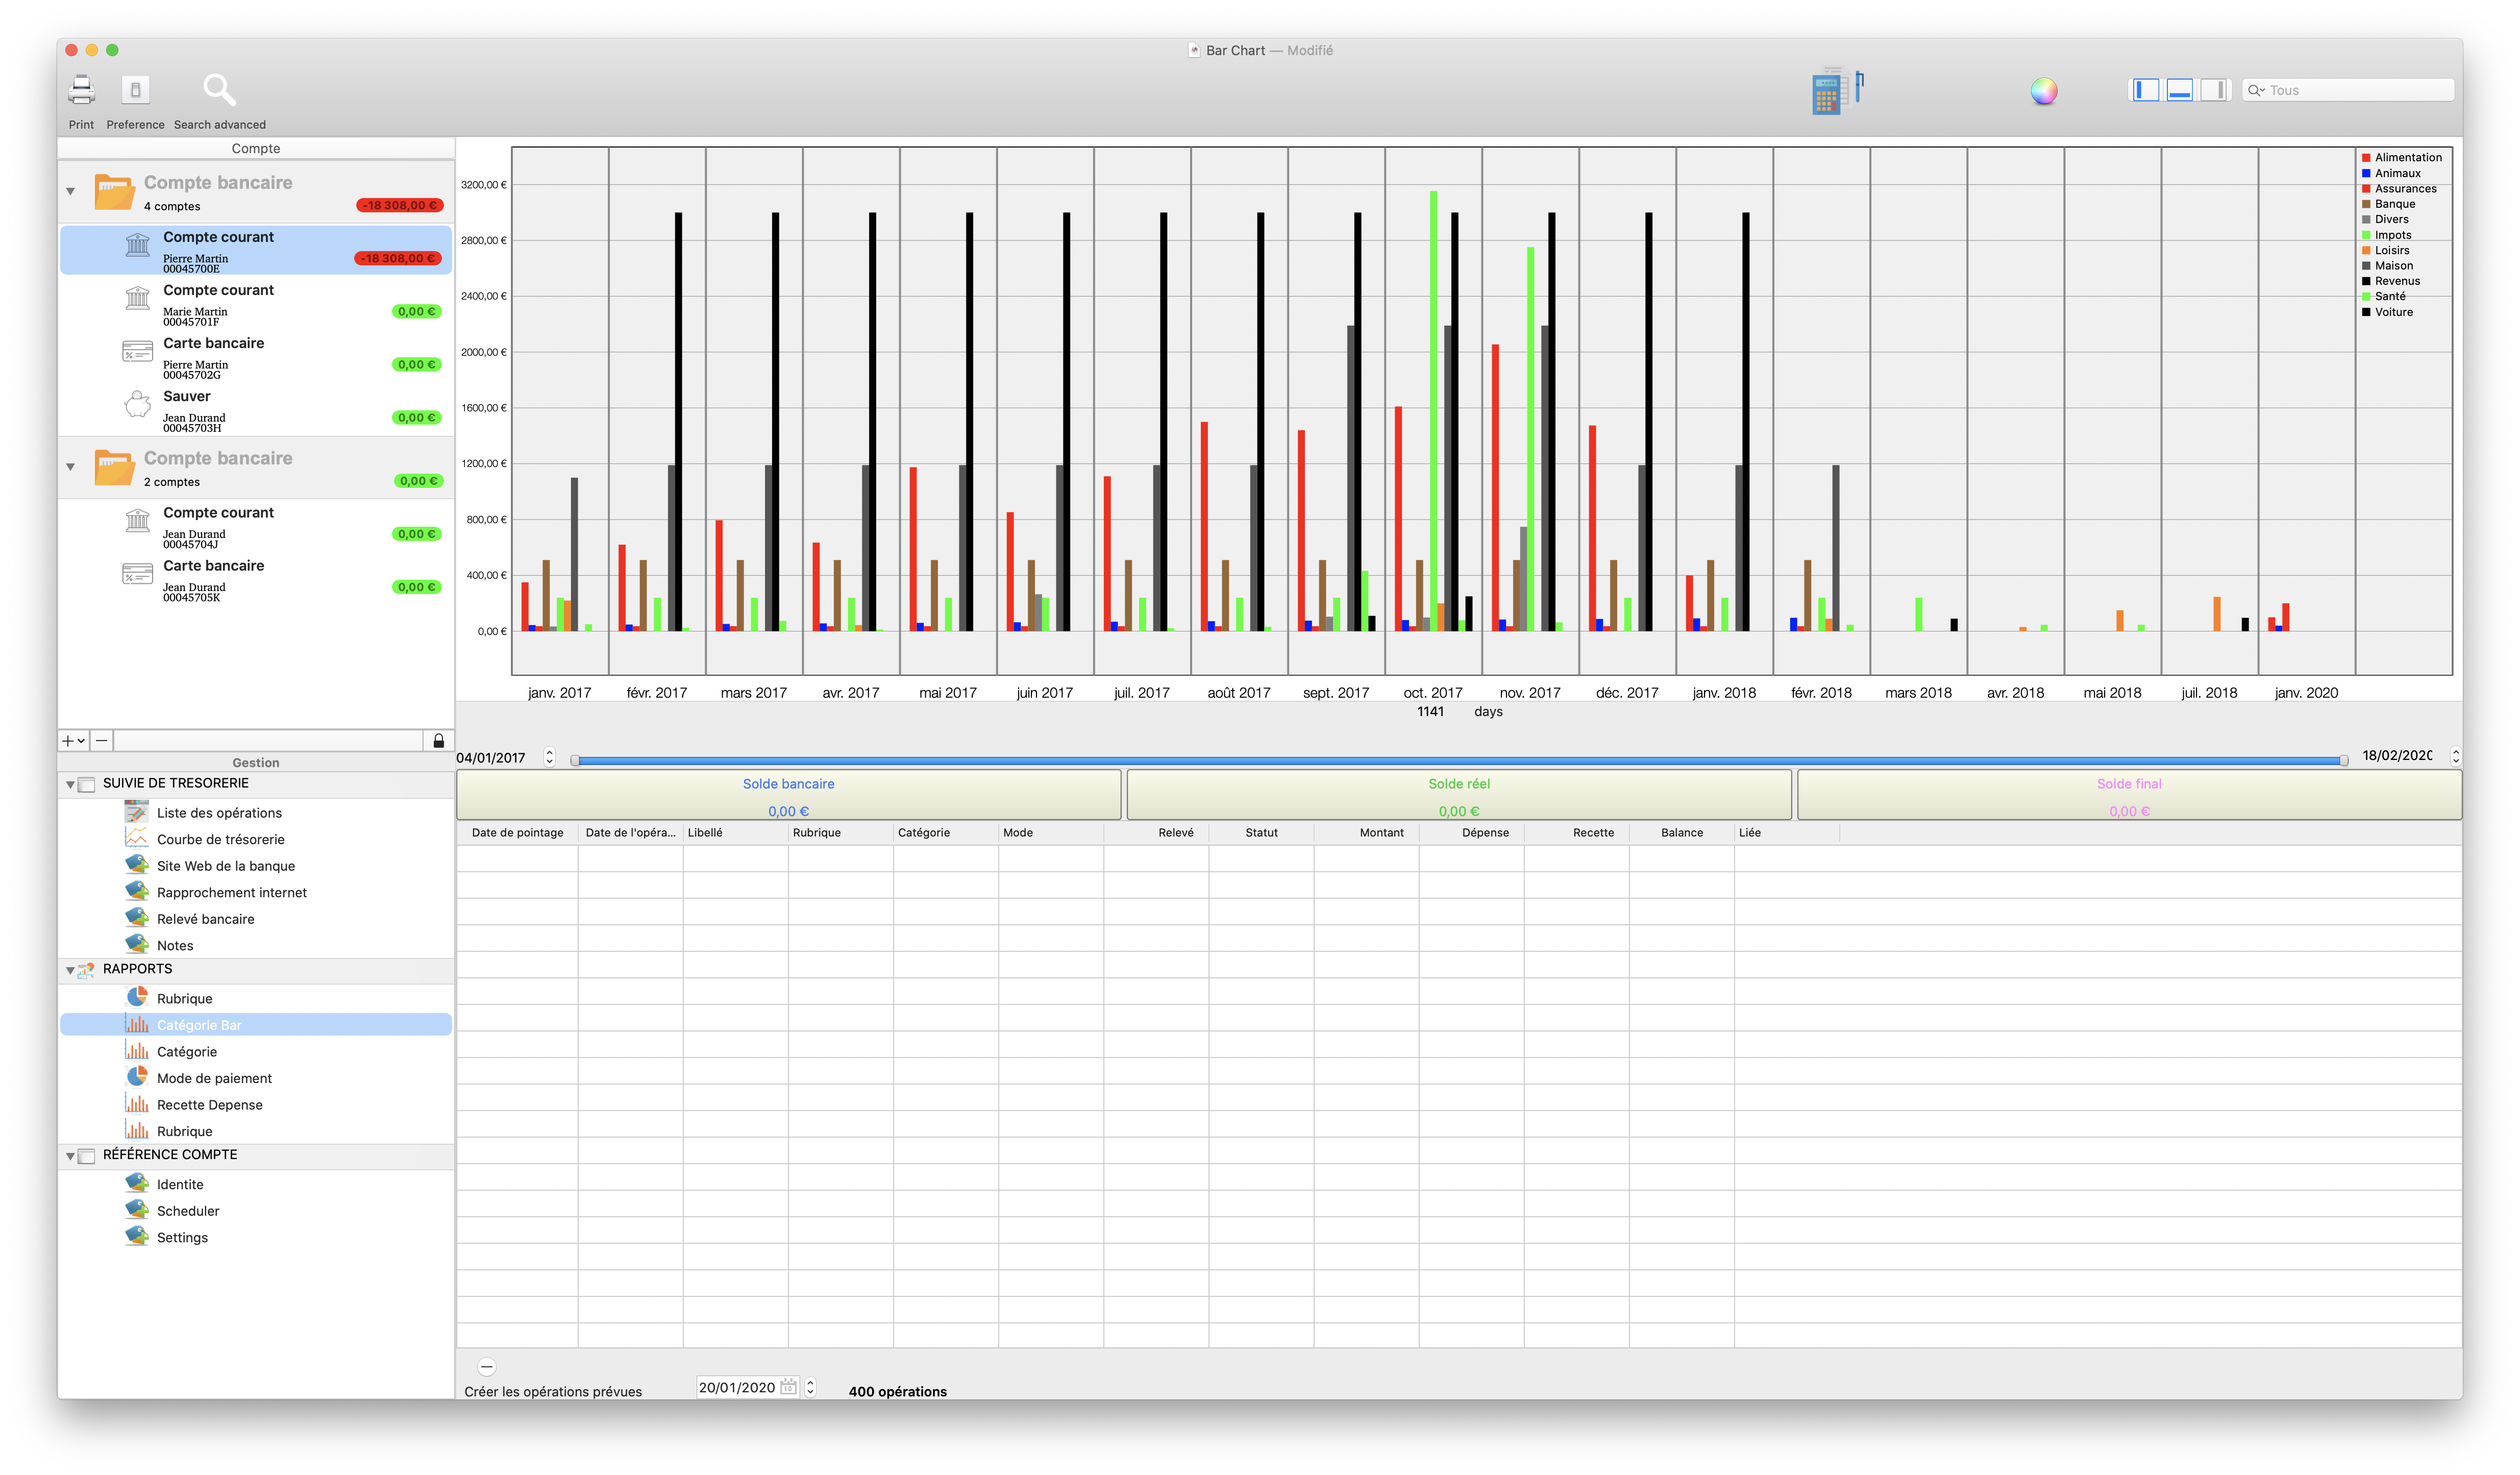 Bar Chart — Modifié
Print
Preference
Search advanced
Tous
Compte
Compte bancaire
4 comptes
-18 308,00 €
Compte courant
Pierre Martin
00045700E
-18 308,00 €
Compte courant
Marie Martin
00045701F
0,00 €
Carte bancaire
Pierre Martin
00045702G
0,00 €
Sauver
Jean Durand
00045703H
0,00 €
Compte bancaire
2 comptes
0,00 €
Compte courant
Jean Durand
00045704J
0,00 €
Carte bancaire
Jean Durand
00045705K
0,00 €
Gestion
SUIVIE DE TRESORERIE
Liste des opérations
Courbe de trésorerie
Site Web de la banque
Rapprochement internet
Relevé bancaire
Notes
RAPPORTS
Rubrique
Catégorie Bar
Catégorie
Mode de paiement
Recette Depense
Rubrique
RÉFÉRENCE COMPTE
Identite
Scheduler
Settings
3200,00 €
2800,00 €
2400,00 €
2000,00 €
1600,00 €
1200,00 €
800,00 €
400,00 €
0,00 €
janv. 2017
févr. 2017
mars 2017
avr. 2017
mai 2017
juin 2017
juil. 2017
août 2017
sept. 2017
oct. 2017
nov. 2017
déc. 2017
janv. 2018
févr. 2018
mars 2018
avr. 2018
mai 2018
juil. 2018
janv. 2020
Alimentation
Animaux
Assurances
Banque
Divers
Impots
Loisirs
Maison
Revenus
Santé
Voiture
1141 days
04/01/2017
18/02/2020
Solde bancaire
0,00 €
Solde réel
0,00 €
Solde final
0,00 €
Date de pointage
Date de l'opéra...
Libellé
Rubrique
Catégorie
Mode
Relevé
Statut
Montant
Dépense
Recette
Balance
Liée
Créer les opérations prévues
20/01/2020
400 opérations